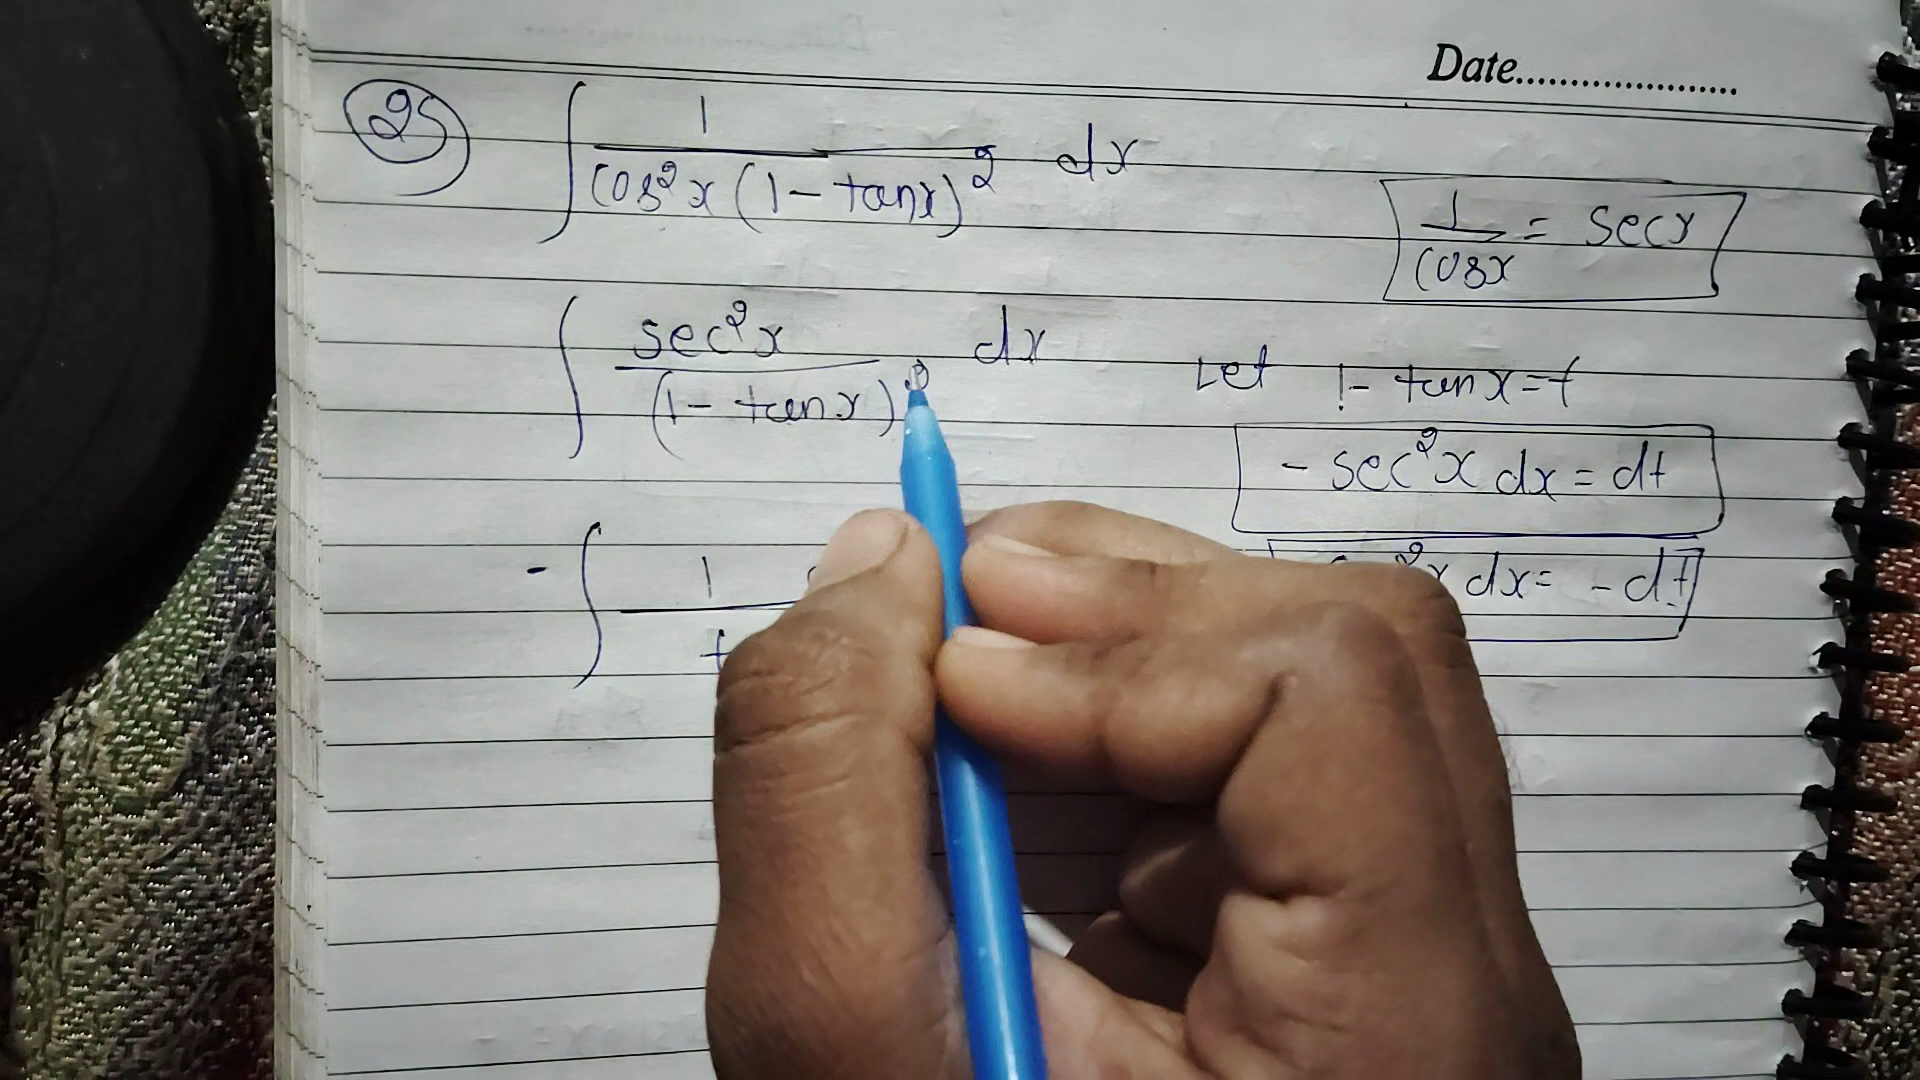 Date.....................
25 ∫ 1 / cos²x (1 - tanx)² dx
1 / cosx = secx
∫ sec²x / (1 - tanx)² dx
Let 1 - tanx = t
- sec²x dx = dt
- ∫ 1 / t
x dx = - dt